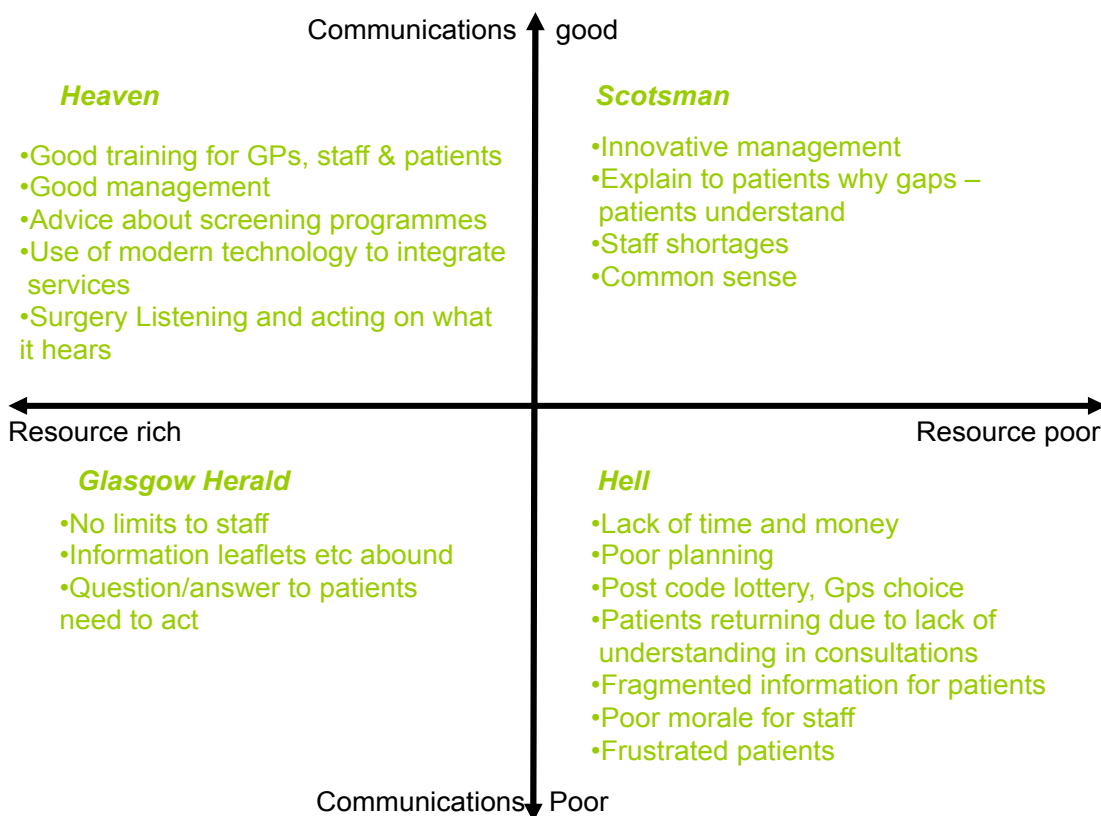 Communications good
Heaven
•Good training for GPs, staff & patients
•Good management
•Advice about screening programmes
•Use of modern technology to integrate
services
•Surgery Listening and acting on what
it hears
Scotsman
•Innovative management
•Explain to patients why gaps –
patients understand
•Staff shortages
•Common sense
Resource rich
Resource poor
Glasgow Herald
•No limits to staff
•Information leaflets etc abound
•Question/answer to patients
need to act
Hell
•Lack of time and money
•Poor planning
•Post code lottery, Gps choice
•Patients returning due to lack of
understanding in consultations
•Fragmented information for patients
•Poor morale for staff
•Frustrated patients
Communications Poor